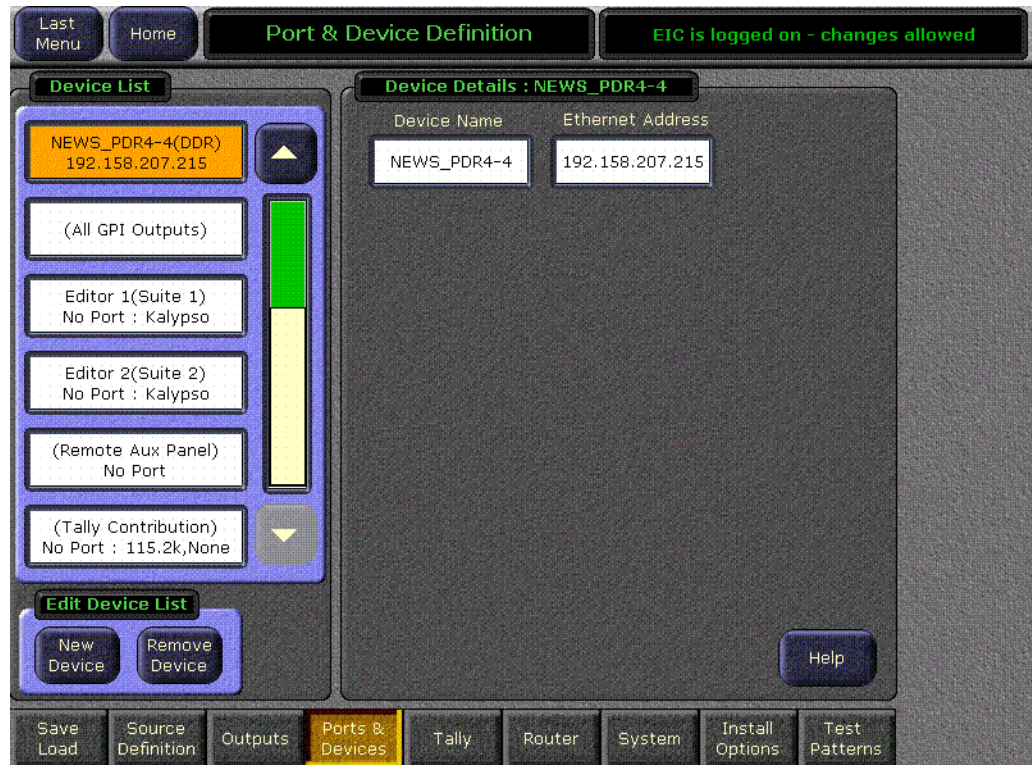 Last
Menu
Home
Port & Device Definition
EIC is logged on - changes allowed
Device List
NEWS_PDR4-4(DDR)
192.158.207.215
(All GPI Outputs)
Editor 1(Suite 1)
No Port : Kalypso
Editor 2(Suite 2)
No Port : Kalypso
(Remote Aux Panel)
No Port
(Tally Contribution)
No Port : 115.2k,None
Edit Device List
New
Device
Remove
Device
Device Details : NEWS_PDR4-4
Device Name
Ethernet Address
NEWS_PDR4-4
192.158.207.215
Help
Save
Load
Source
Definition
Outputs
Ports &
Devices
Tally
Router
System
Install
Options
Test
Patterns